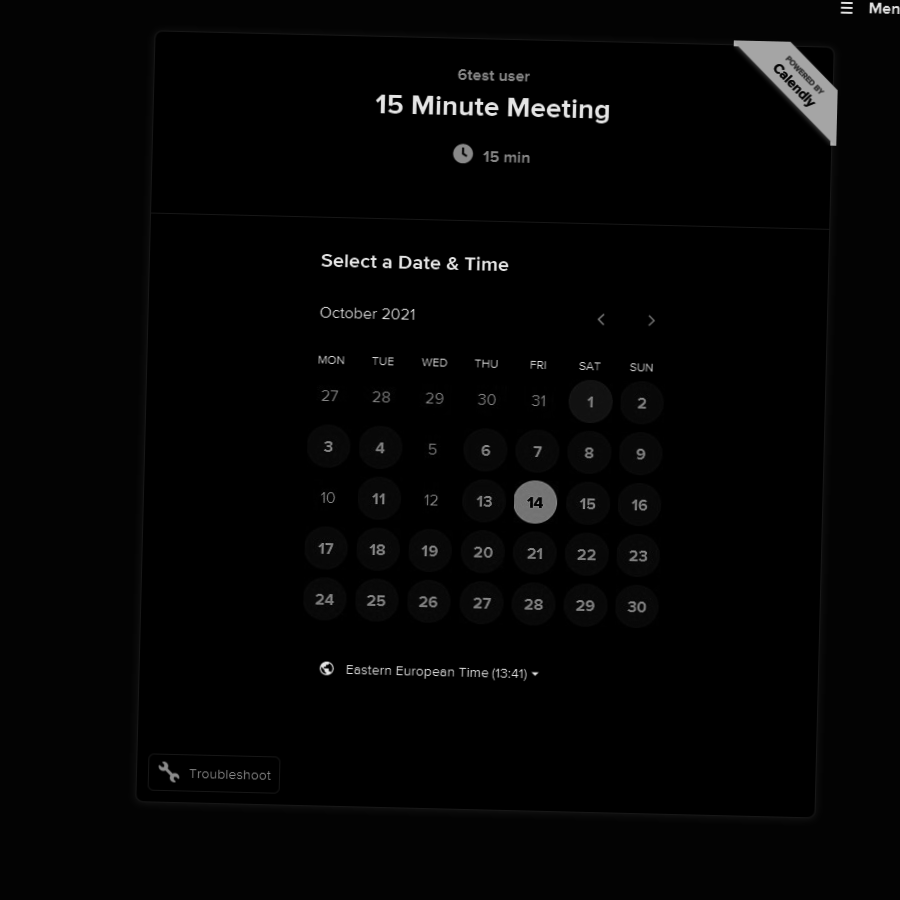 ☰ Men
6test user
POWERED BY
Calendly
15 Minute Meeting
15 min
Select a Date & Time
October 2021
MON TUE WED THU FRI SAT SUN
27 28 29 30 31 1 2
3 4 5 6 7 8 9
10 11 12 13 14 15 16
17 18 19 20 21 22 23
24 25 26 27 28 29 30
Eastern European Time (13:41)
Troubleshoot